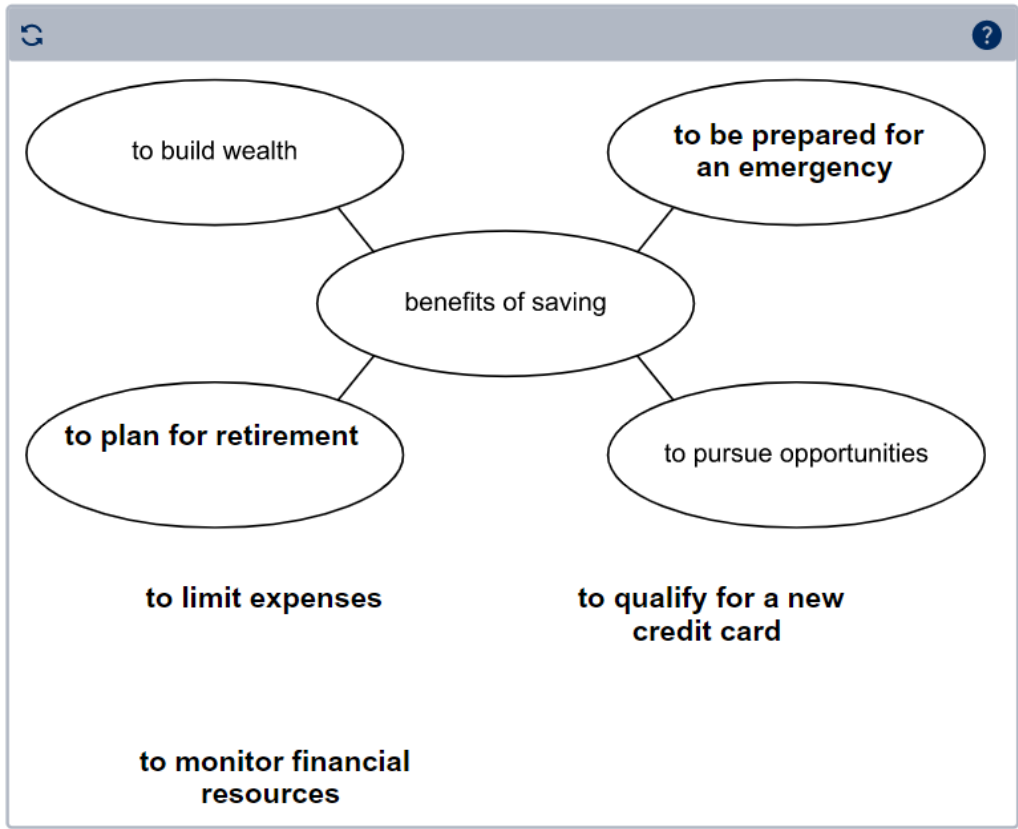 ?
to build wealth
to be prepared for
an emergency
benefits of saving
to plan for retirement
to pursue opportunities
to limit expenses
to qualify for a new
credit card
to monitor financial
resources